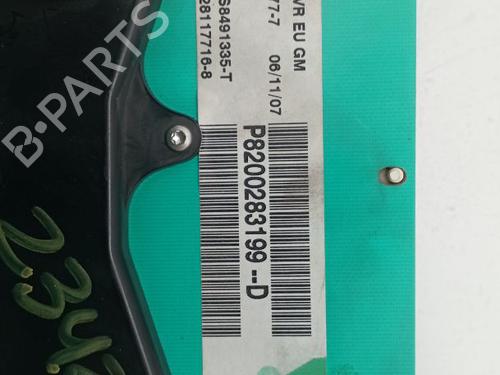 VR EU GM
77-7 06/11/07
S8491335-T
28117716-8
P8200283199--D
B-PARTS